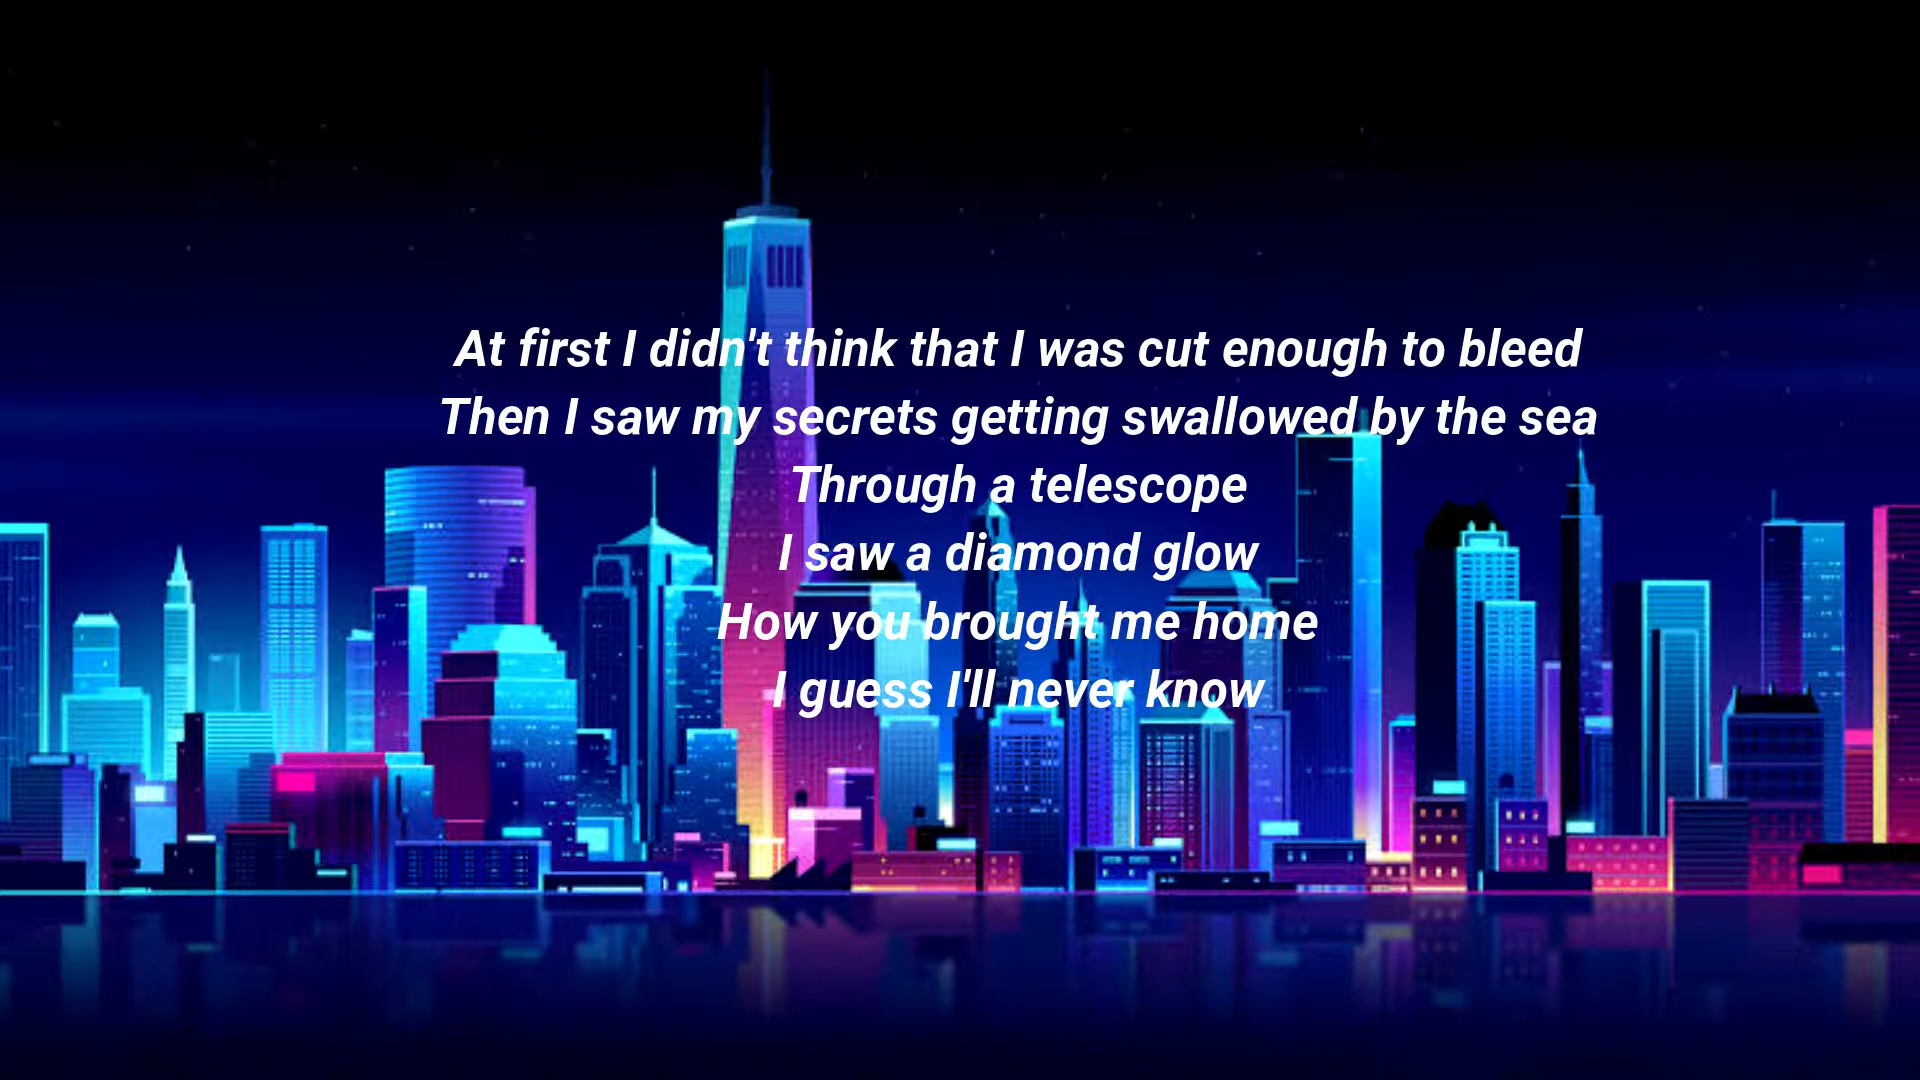 At first I didn't think that I was cut enough to bleed
Then I saw my secrets getting swallowed by the sea
Through a telescope
I saw a diamond glow
How you brought me home
I guess I'll never know